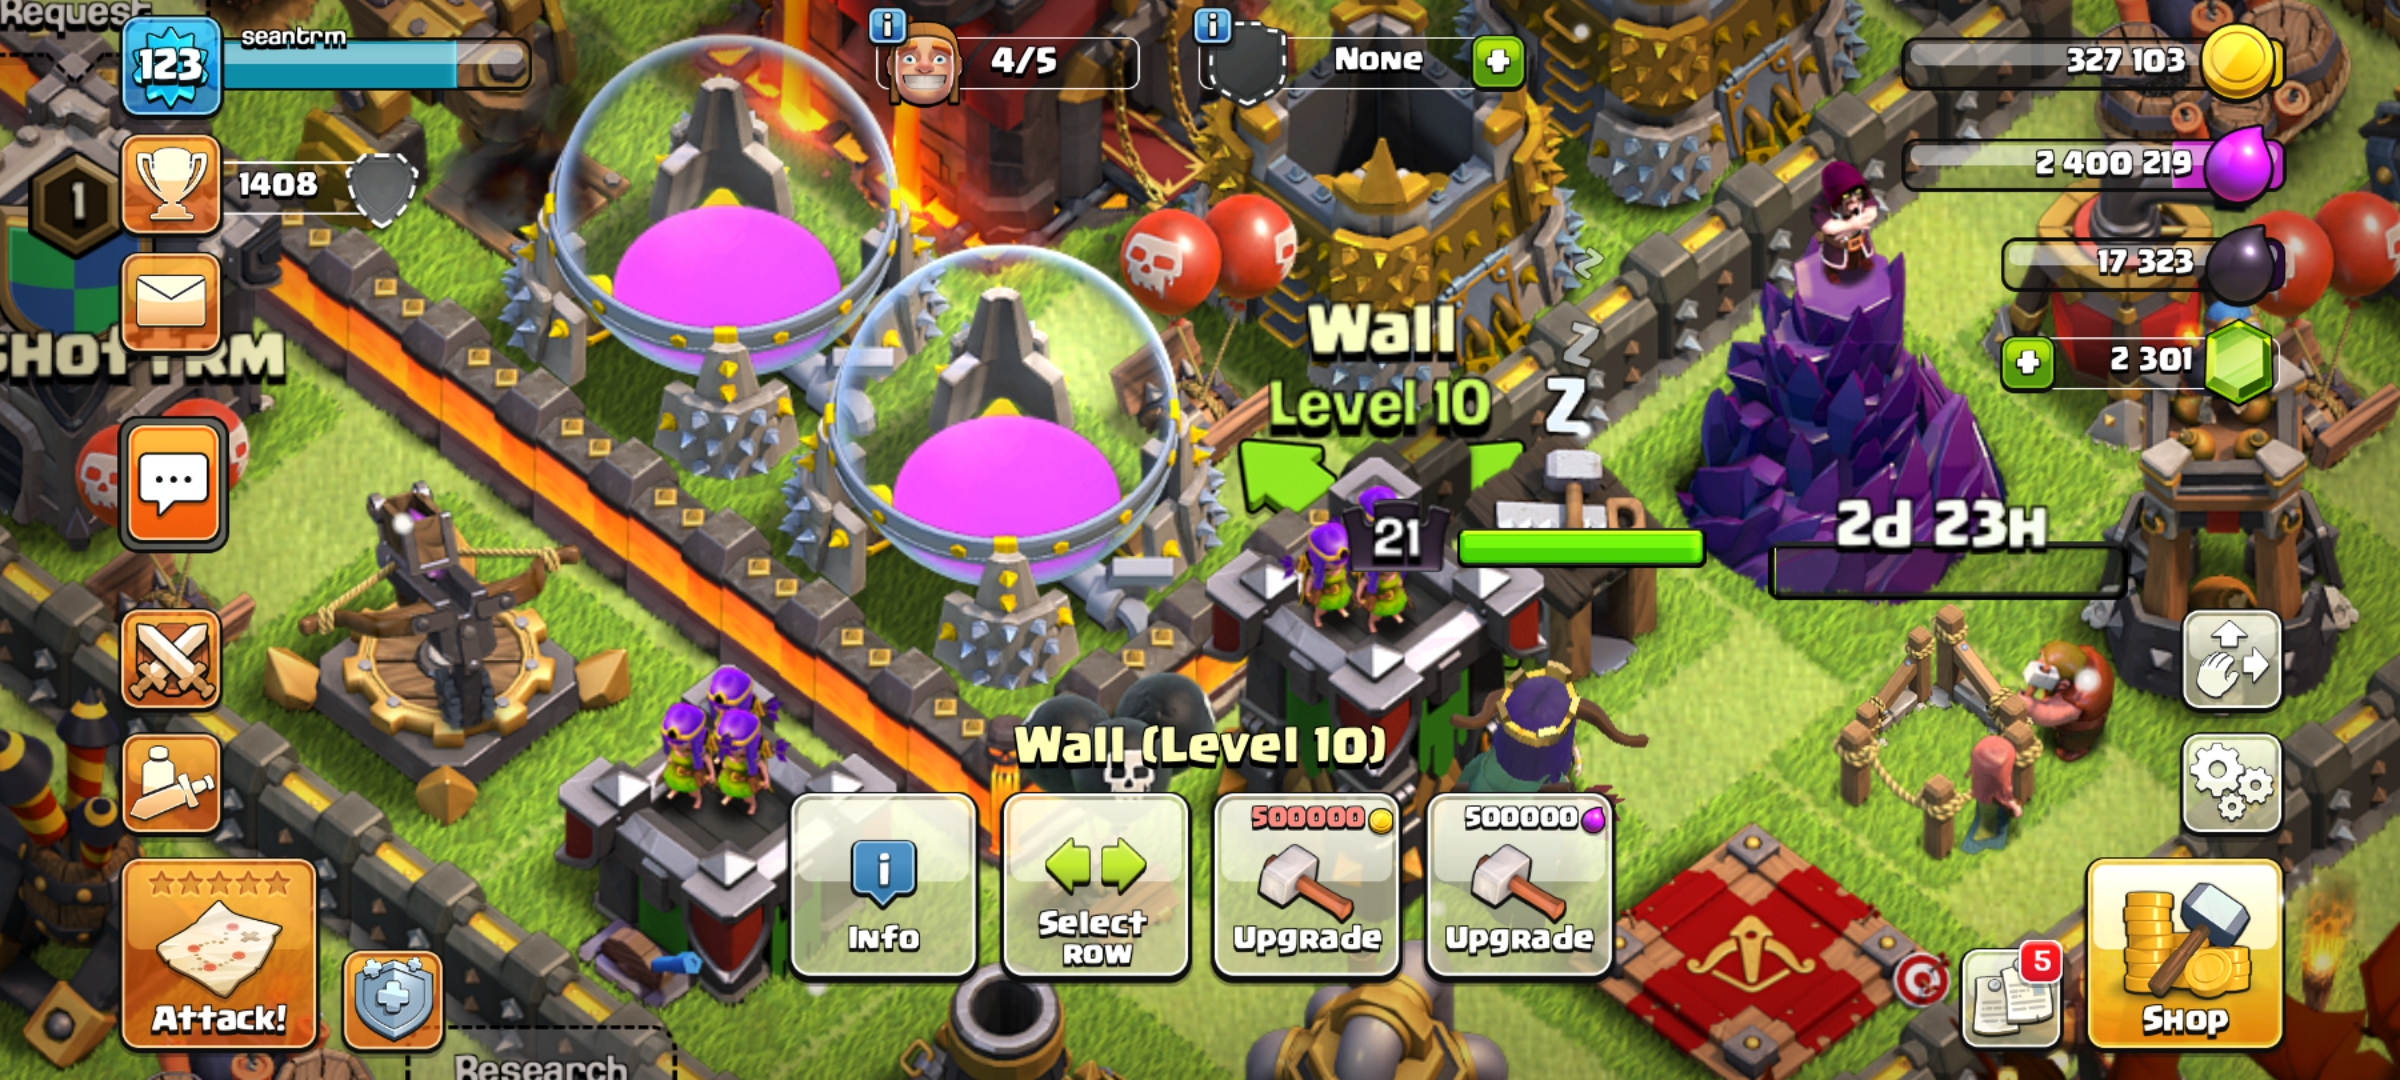 Request
123
seantrm
4/5
None
327 103
1408
2 400 219
1
17 323
2 301
Wall
Level 10
z
Z
Z
21
2d 23H
Wall (Level 10)
500000
500000
Info
Select
Row
Upgrade
Upgrade
Attack!
5
Shop
Research